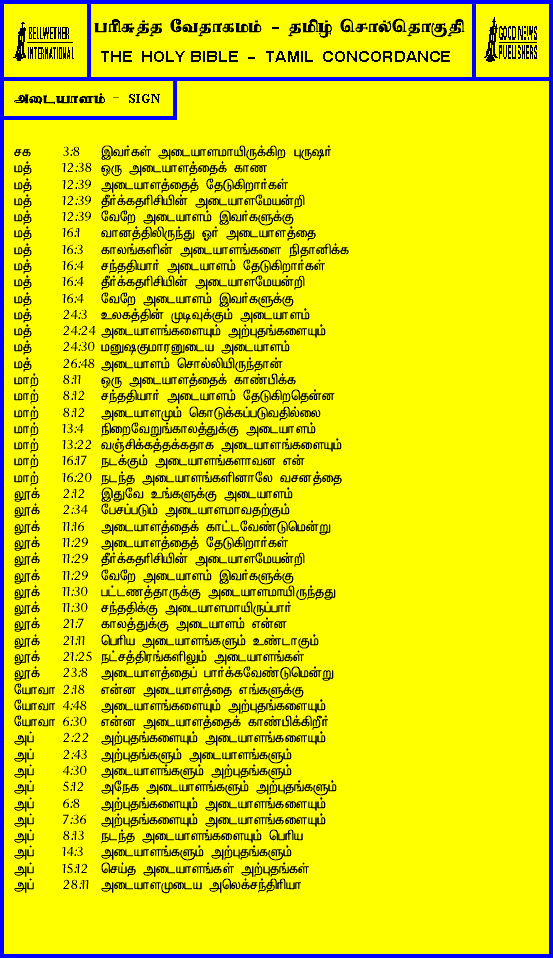 BELLWETHER INTERNATIONAL
பரிசுத்த வேதாகமம் - தமிழ் சொல்தொகுதி
THE HOLY BIBLE - TAMIL CONCORDANCE
GOOD NEWS PUBLISHERS
அடையாளம் - SIGN
சக 3:8 இவர்கள் அடையாளமாயிருக்கிற புருஷர்
மத் 12:38 ஒரு அடையாளத்தைக் காண
மத் 12:39 அடையாளத்தைத் தேடுகிறார்கள்
மத் 12:39 தீர்க்கதரிசியின் அடையாளமேயன்றி
மத் 12:39 வேறே அடையாளம் இவர்களுக்கு
மத் 16:1 வானத்திலிருந்து ஓர் அடையாளத்தை
மத் 16:3 காலங்களின் அடையாளங்களை நிதானிக்க
மத் 16:4 சந்ததியார் அடையாளம் தேடுகிறார்கள்
மத் 16:4 தீர்க்கதரிசியின் அடையாளமேயன்றி
மத் 16:4 வேறே அடையாளம் இவர்களுக்கு
மத் 24:3 உலகத்தின் முடிவுக்கும் அடையாளம்
மத் 24:24 அடையாளங்களையும் அற்புதங்களையும்
மத் 24:30 மனுஷகுமாரனுடைய அடையாளம்
மத் 26:48 அடையாளம் சொல்லியிருந்தான்
மாற் 8:11 ஒரு அடையாளத்தைக் காண்பிக்க
மாற் 8:12 சந்ததியார் அடையாளம் தேடுகிறதென்ன
மாற் 8:12 அடையாளமும் கொடுக்கப்படுவதில்லை
மாற் 13:4 நிறைவேறுங்காலத்துக்கு அடையாளம்
மாற் 13:22 வஞ்சிக்கத்தக்கதாக அடையாளங்களையும்
மாற் 16:17 நடக்கும் அடையாளங்களாவன என்
மாற் 16:20 நடந்த அடையாளங்களினாலே வசனத்தை
லூக் 2:12 இதுவே உங்களுக்கு அடையாளம்
லூக் 2:34 பேசப்படும் அடையாளமாவதற்கும்
லூக் 11:16 அடையாளத்தைக் காட்டவேண்டுமென்று
லூக் 11:29 அடையாளத்தைத் தேடுகிறார்கள்
லூக் 11:29 தீர்க்கதரிசியின் அடையாளமேயன்றி
லூக் 11:29 வேறே அடையாளம் இவர்களுக்கு
லூக் 11:30 பட்டணத்தாருக்கு அடையாளமாயிருந்தது
லூக் 11:30 சந்ததிக்கு அடையாளமாயிருப்பார்
லூக் 21:7 காலத்துக்கு அடையாளம் என்ன
லூக் 21:11 பெரிய அடையாளங்களும் உண்டாகும்
லூக் 21:25 நட்சத்திரங்களிலும் அடையாளங்கள்
லூக் 23:8 அடையாளத்தைப் பார்க்கவேண்டுமென்று
யோவா 2:18 என்ன அடையாளத்தை எங்களுக்கு
யோவா 4:48 அடையாளங்களையும் அற்புதங்களையும்
யோவா 6:30 என்ன அடையாளத்தைக் காண்பிக்கிறீர்
அப் 2:22 அற்புதங்களையும் அடையாளங்களையும்
அப் 2:43 அற்புதங்களும் அடையாளங்களும்
அப் 4:30 அடையாளங்களும் அற்புதங்களும்
அப் 5:12 அநேக அடையாளங்களும் அற்புதங்களும்
அப் 6:8 அற்புதங்களையும் அடையாளங்களையும்
அப் 7:36 அற்புதங்களையும் அடையாளங்களையும்
அப் 8:13 நடந்த அடையாளங்களையும் பெரிய
அப் 14:3 அடையாளங்களும் அற்புதங்களும்
அப் 15:12 செய்த அடையாளங்கள் அற்புதங்கள்
அப் 28:11 அடையாளமுடைய அலெக்சந்திரியா